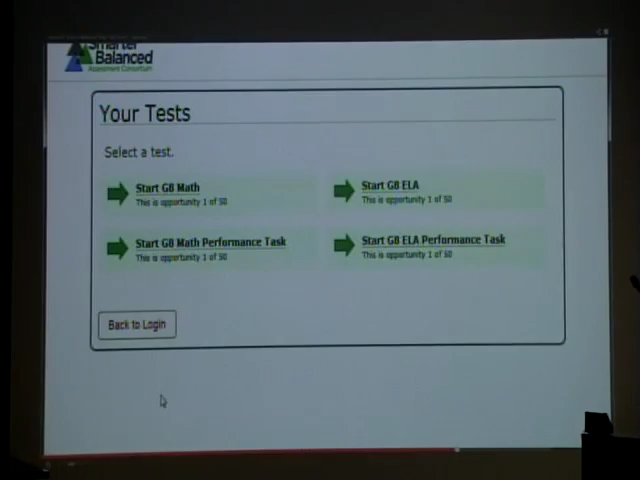 Smarter
Balanced
Assessment Consortium
Your Tests
Select a test.
Start G8 Math
This is opportunity 1 of 50
Start G8 ELA
This is opportunity 1 of 50
Start G8 Math Performance Task
This is opportunity 1 of 50
Start G8 ELA Performance Task
This is opportunity 1 of 50
Back to Login